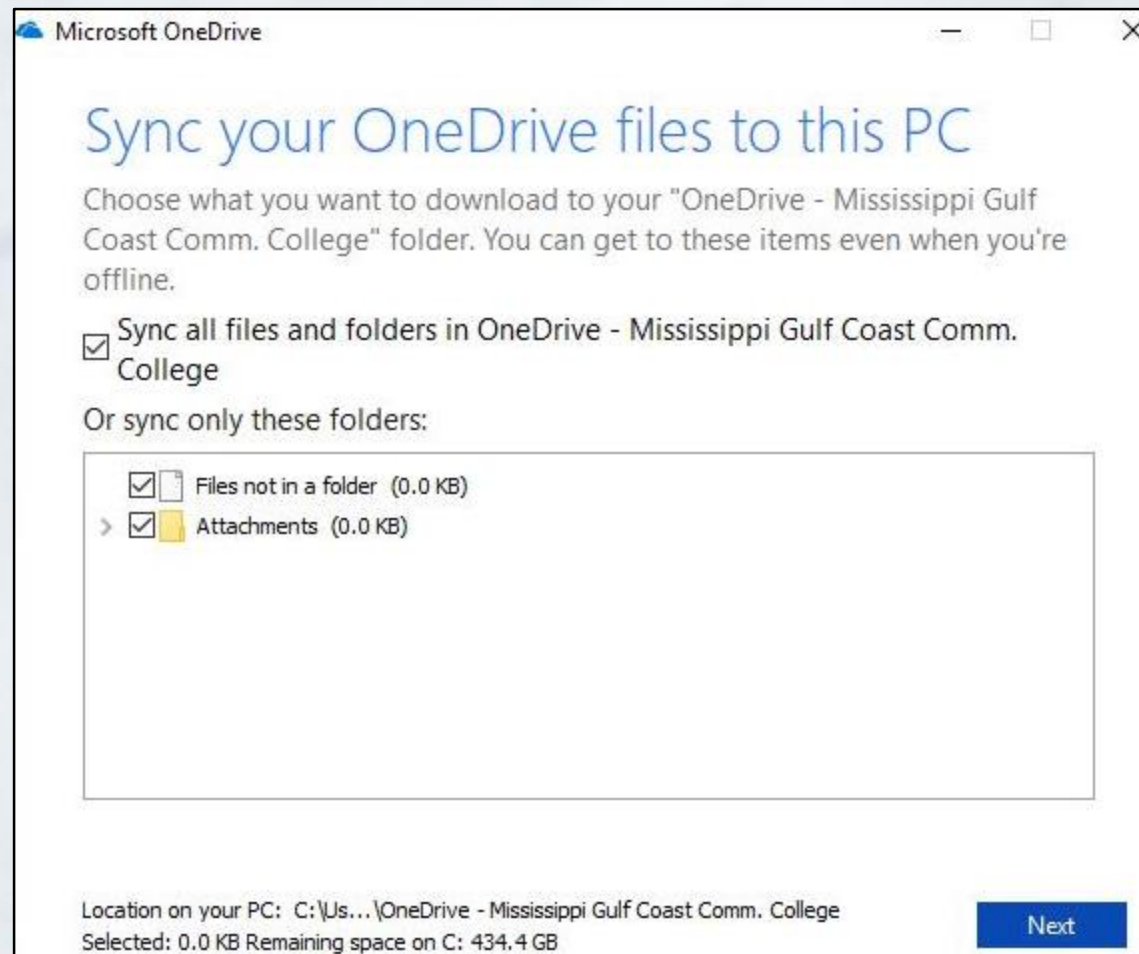 Microsoft OneDrive
Sync your OneDrive files to this PC
Choose what you want to download to your "OneDrive - Mississippi Gulf
Coast Comm. College" folder. You can get to these items even when you're
offline.
Sync all files and folders in OneDrive - Mississippi Gulf Coast Comm.
College
Or sync only these folders:
Files not in a folder (0.0 KB)
Attachments (0.0 KB)
Location on your PC: C:\Us...\OneDrive - Mississippi Gulf Coast Comm. College
Selected: 0.0 KB Remaining space on C: 434.4 GB
Next